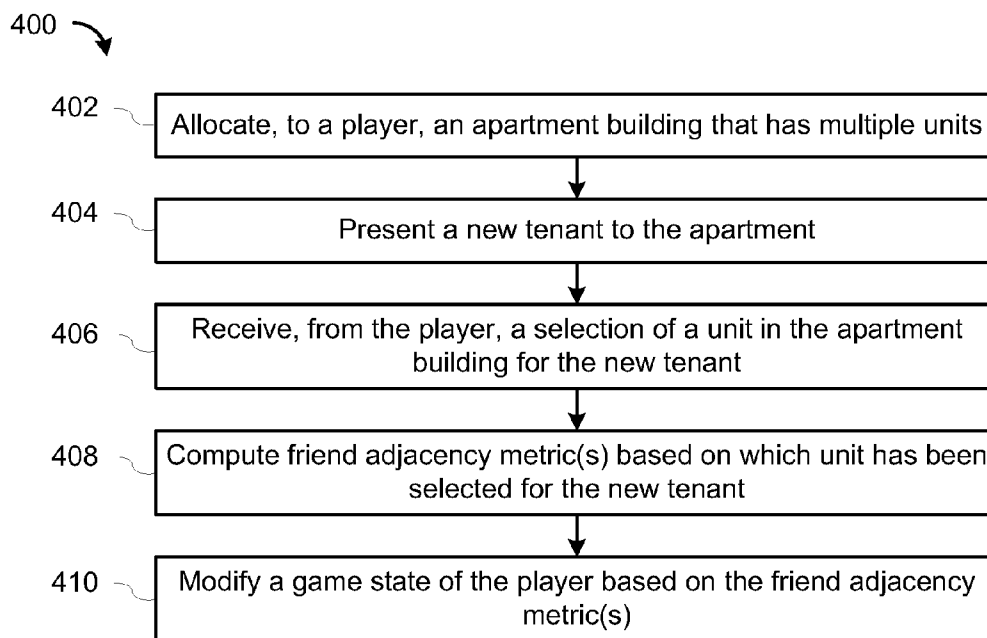 400
402
Allocate, to a player, an apartment building that has multiple units
404
Present a new tenant to the apartment
406
Receive, from the player, a selection of a unit in the apartment
building for the new tenant
408
Compute friend adjacency metric(s) based on which unit has been
selected for the new tenant
410
Modify a game state of the player based on the friend adjacency
metric(s)